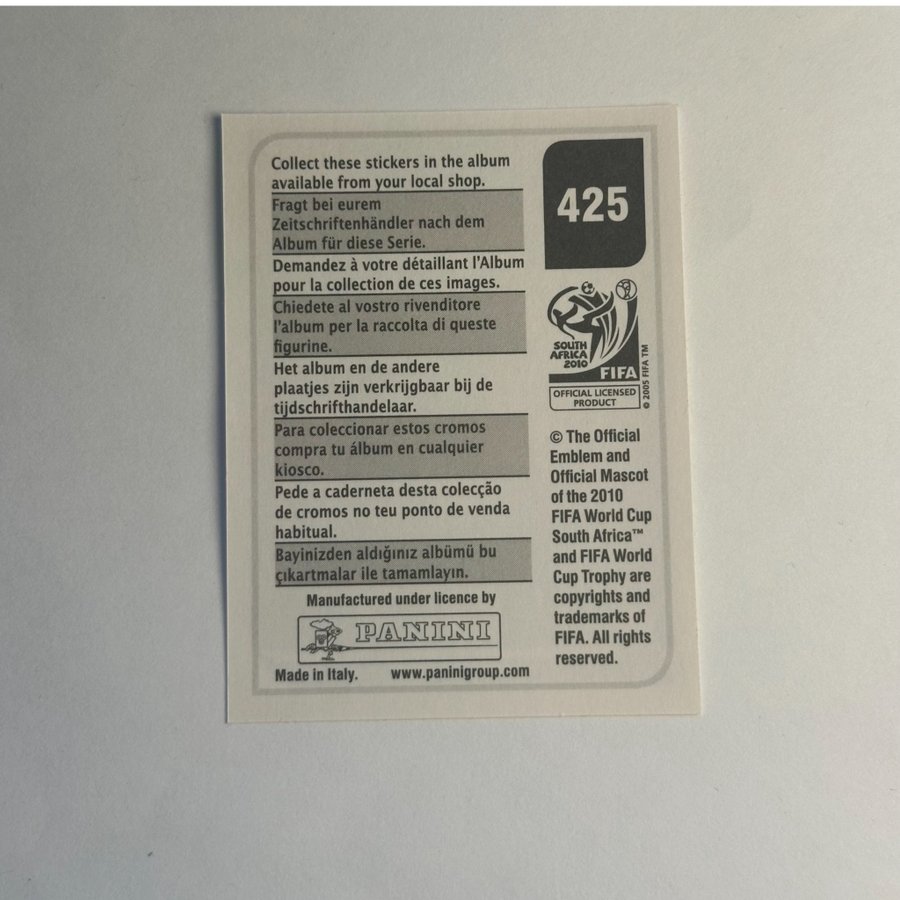 Collect these stickers in the album
available from your local shop.
Fragt bei eurem
Zeitschriftenhändler nach dem
Album für diese Serie.
Demandez à votre détaillant l'Album
pour la collection de ces images.
Chiedete al vostro rivenditore
l'album per la raccolta di queste
figurine.
Het album en de andere
plaatjes zijn verkrijgbaar bij de
tijdschrifthandelaar.
Para coleccionar estos cromos
compra tu álbum en cualquier
kiosco.
Pede a caderneta desta colecção
de cromos no teu ponto de venda
habitual.
Bayinizden aldığınız albümü bu
çıkartmalar ile tamamlayın.
Manufactured under licence by
PANINI
Made in Italy. www.paninigroup.com
425
SOUTH
AFRICA
2010
FIFA
OFFICIAL LICENSED
PRODUCT
© 2005 FIFA TM
© The Official
Emblem and
Official Mascot
of the 2010
FIFA World Cup
South Africa™
and FIFA World
Cup Trophy are
copyrights and
trademarks of
FIFA. All rights
reserved.